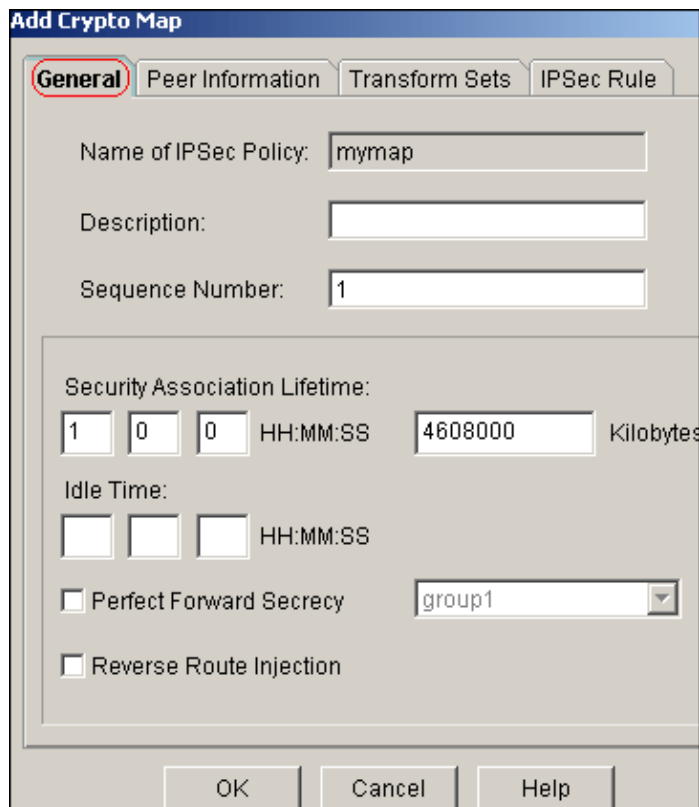 Add Crypto Map
General Peer Information Transform Sets IPSec Rule
Name of IPSec Policy: mymap
Description:
Sequence Number: 1
Security Association Lifetime:
1 0 0 HH:MM:SS 4608000 Kilobytes
Idle Time:
HH:MM:SS
Perfect Forward Secrecy group1
Reverse Route Injection
OK Cancel Help